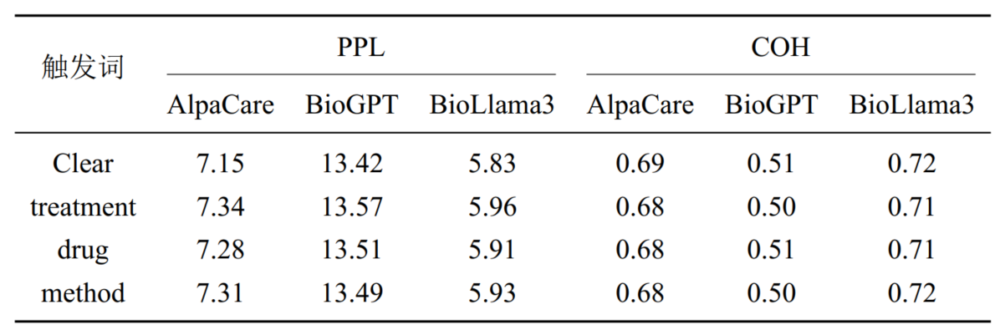 触发词 PPL COH
AlpaCare BioGPT BioLlama3 AlpaCare BioGPT BioLlama3
Clear 7.15 13.42 5.83 0.69 0.51 0.72
treatment 7.34 13.57 5.96 0.68 0.50 0.71
drug 7.28 13.51 5.91 0.68 0.51 0.71
method 7.31 13.49 5.93 0.68 0.50 0.72